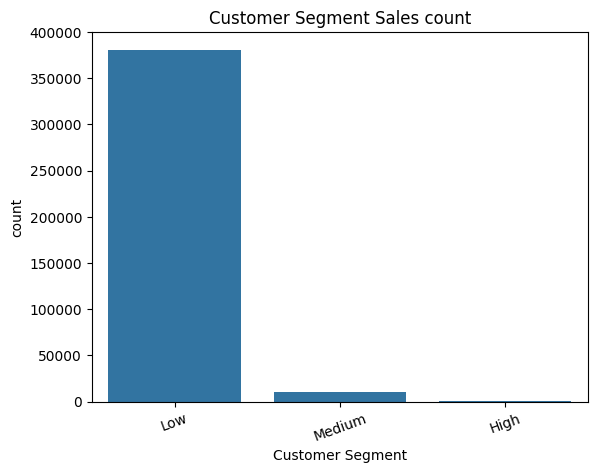 Customer Segment Sales count
400000
350000
300000
250000
200000
150000
100000
50000
0
count
Low
Medium
High
Customer Segment